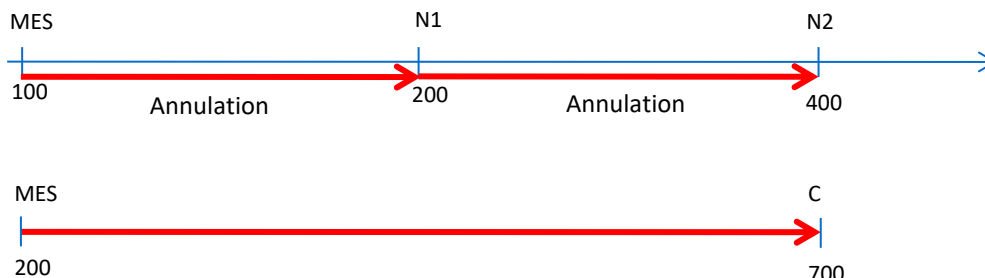 MES N1 N2
100 200 400
Annulation Annulation
MES C
200 700